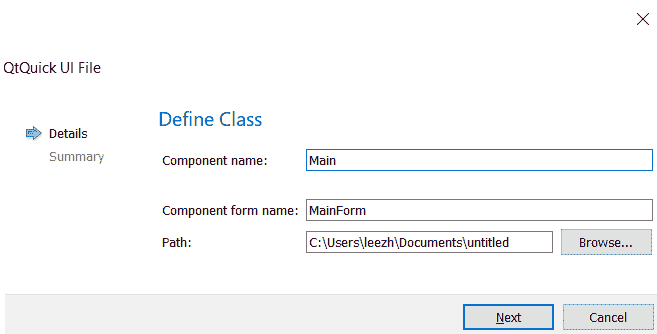 QtQuick UI File
Define Class
Details
Summary
Component name: Main
Component form name: MainForm
Path: C:\Users\leezh\Documents\untitled Browse...
Next Cancel